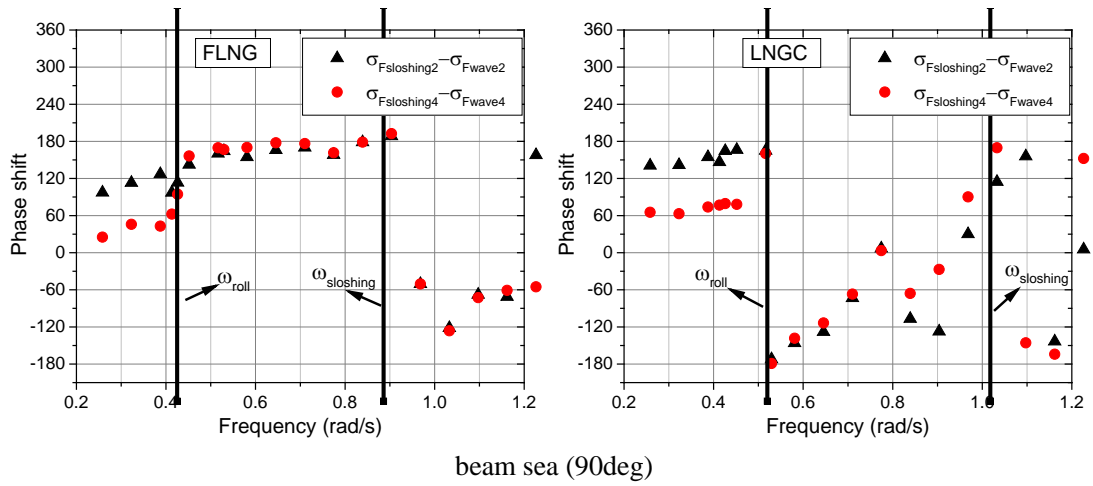 FLNG
σFsloshing2−σFwave2
σFsloshing4−σFwave4
360
300
240
180
120
60
0
-60
-120
-180
Phase shift
ωroll
ωsloshing
0.2 0.4 0.6 0.8 1.0 1.2
Frequency (rad/s)
LNGC
σFsloshing2−σFwave2
σFsloshing4−σFwave4
360
300
240
180
120
60
0
-60
-120
-180
Phase shift
ωroll
ωsloshing
0.2 0.4 0.6 0.8 1.0 1.2
Frequency (rad/s)
beam sea (90deg)